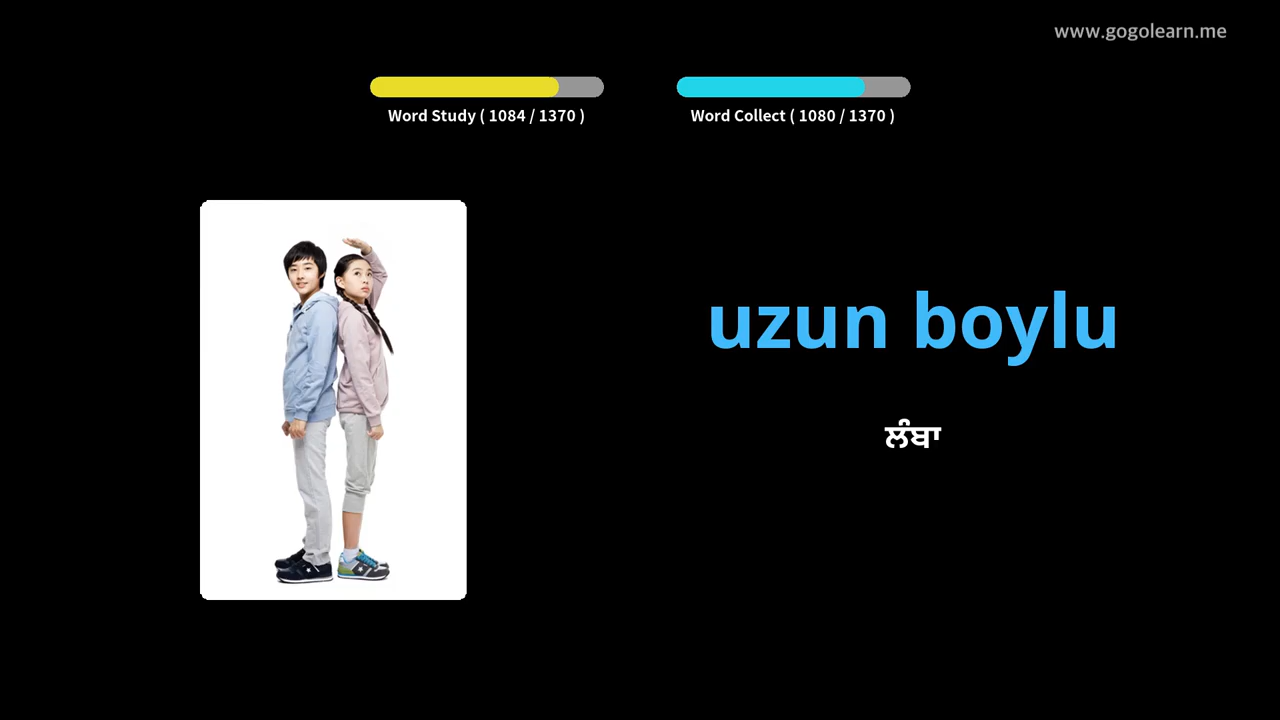 www.gogolearn.me
Word Study ( 1084 / 1370 )
Word Collect ( 1080 / 1370 )
uzun boylu
ਲੰਬਾ